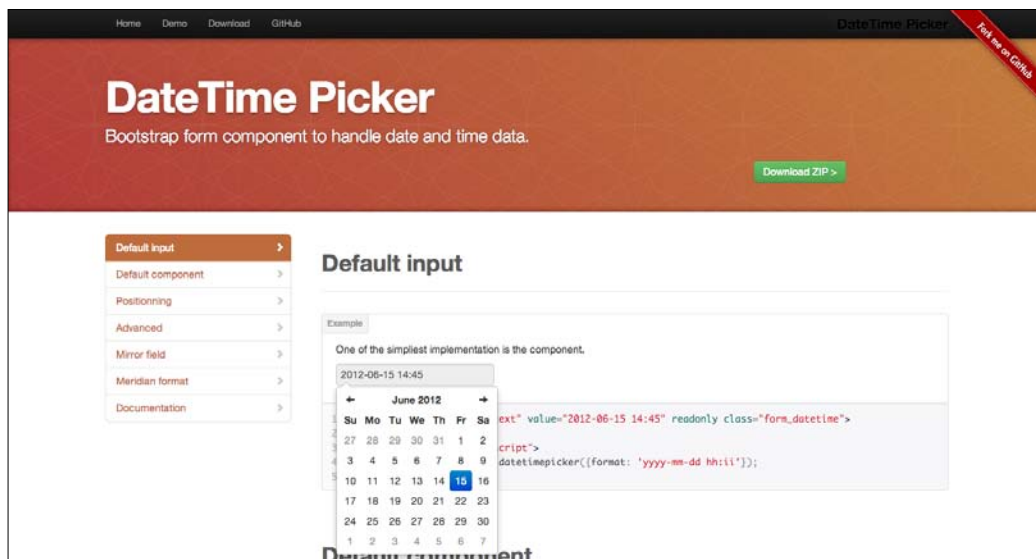 Home Demo Download GitHub
DateTime Picker
Fork me on GitHub
DateTime Picker
Bootstrap form component to handle date and time data.
Download ZIP >
Default input
Default component
Positionning
Advanced
Mirror field
Meridian format
Documentation
Default input
Example
One of the simpliest implementation is the component.
2012-06-15 14:45
June 2012
Su Mo Tu We Th Fr Sa
27 28 29 30 31 1 2
3 4 5 6 7 8 9
10 11 12 13 14 15 16
17 18 19 20 21 22 23
24 25 26 27 28 29 30
1 2 3 4 5 6 7
ext" value="2012-06-15 14:45" readonly class="form_datetime">
cript">
datetimepicker({format: 'yyyy-mm-dd hh:ii'});
Default component